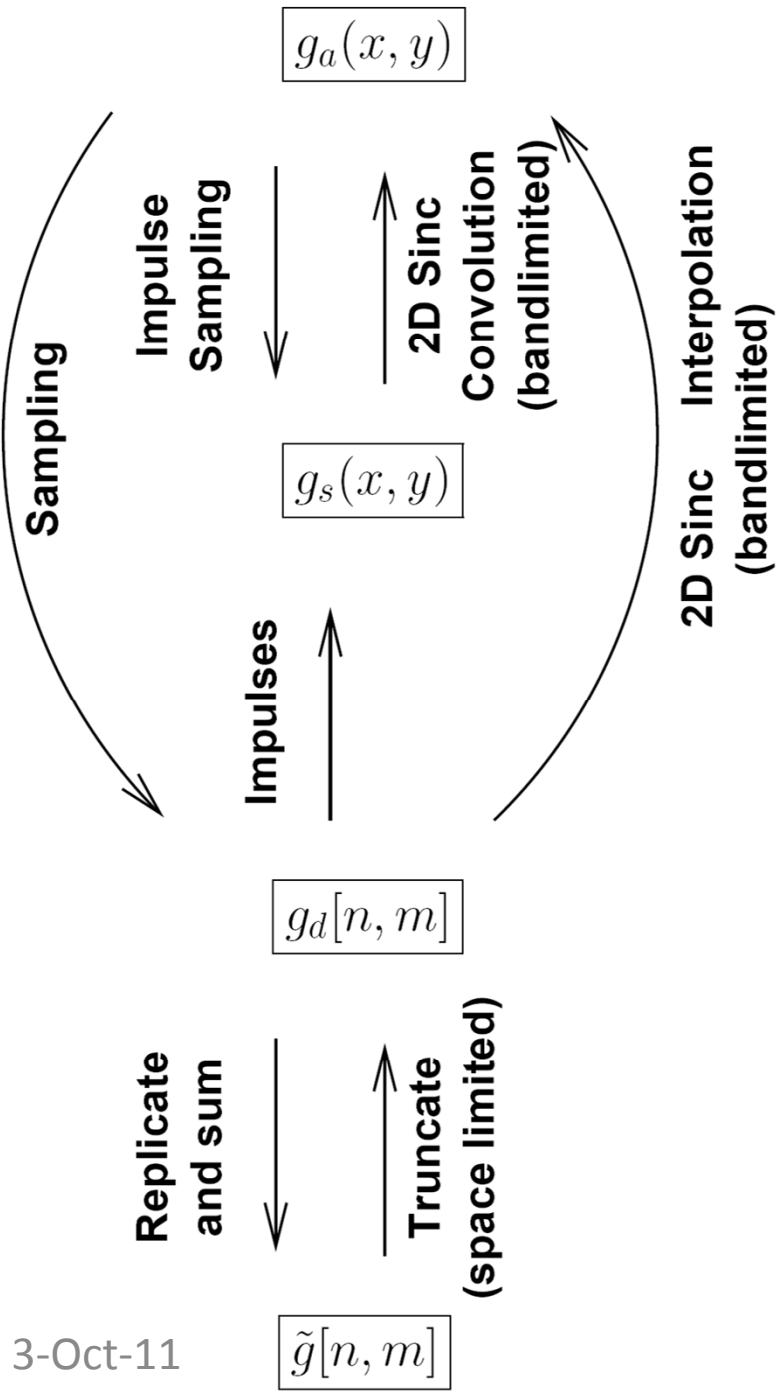 g_a(x, y)
Sampling
Impulse
Sampling
2D Sinc
Convolution
(bandlimited)
g_s(x, y)
2D Sinc Interpolation
(bandlimited)
Impulses
g_d[n, m]
Replicate
and sum
Truncate
(space limited)
g̃[n, m]
3-Oct-11